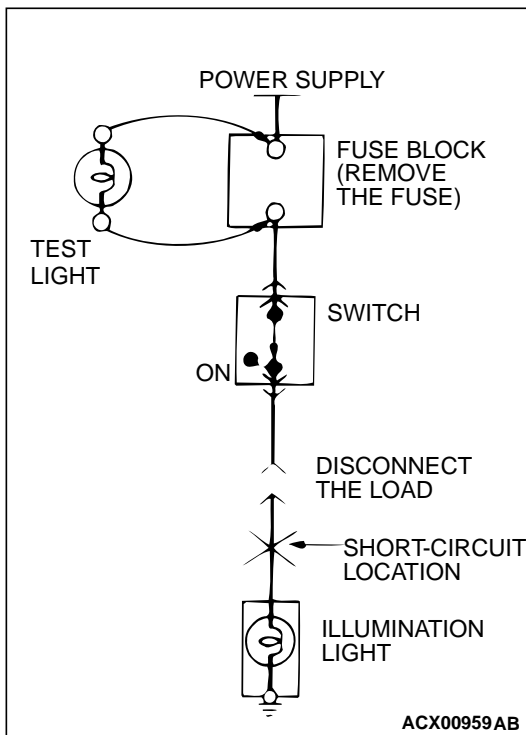 POWER SUPPLY
FUSE BLOCK
(REMOVE
THE FUSE)
TEST
LIGHT
SWITCH
ON
DISCONNECT
THE LOAD
SHORT-CIRCUIT
LOCATION
ILLUMINATION
LIGHT
ACX00959AB